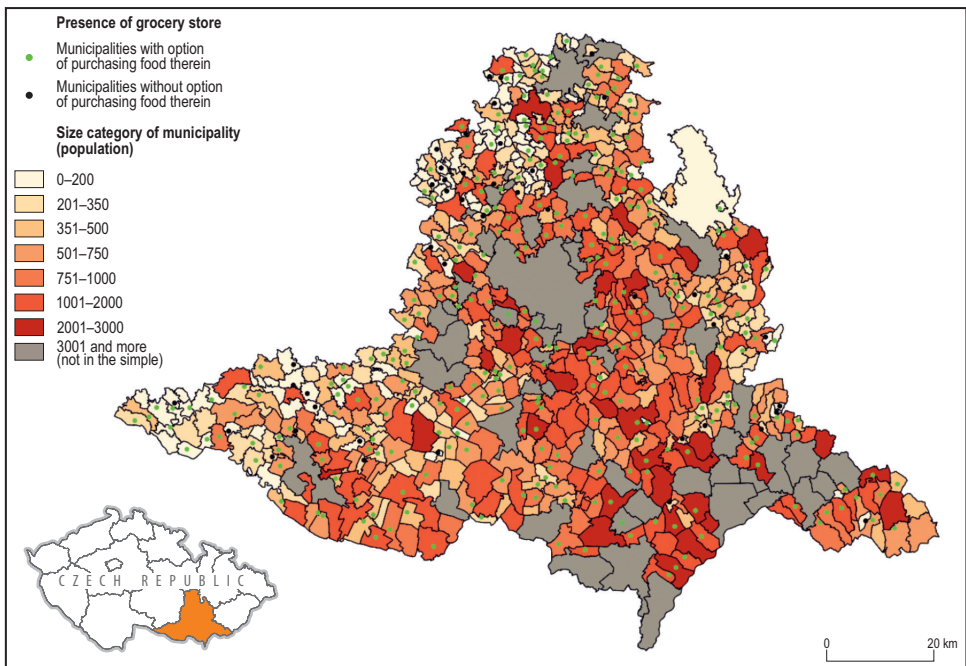 Presence of grocery store
Municipalities with option
of purchasing food therein
Municipalities without option
of purchasing food therein
Size category of municipality
(population)
0–200
201–350
351–500
501–750
751–1000
1001–2000
2001–3000
3001 and more
(not in the simple)
CZECH REPUBLIC
0 20 km